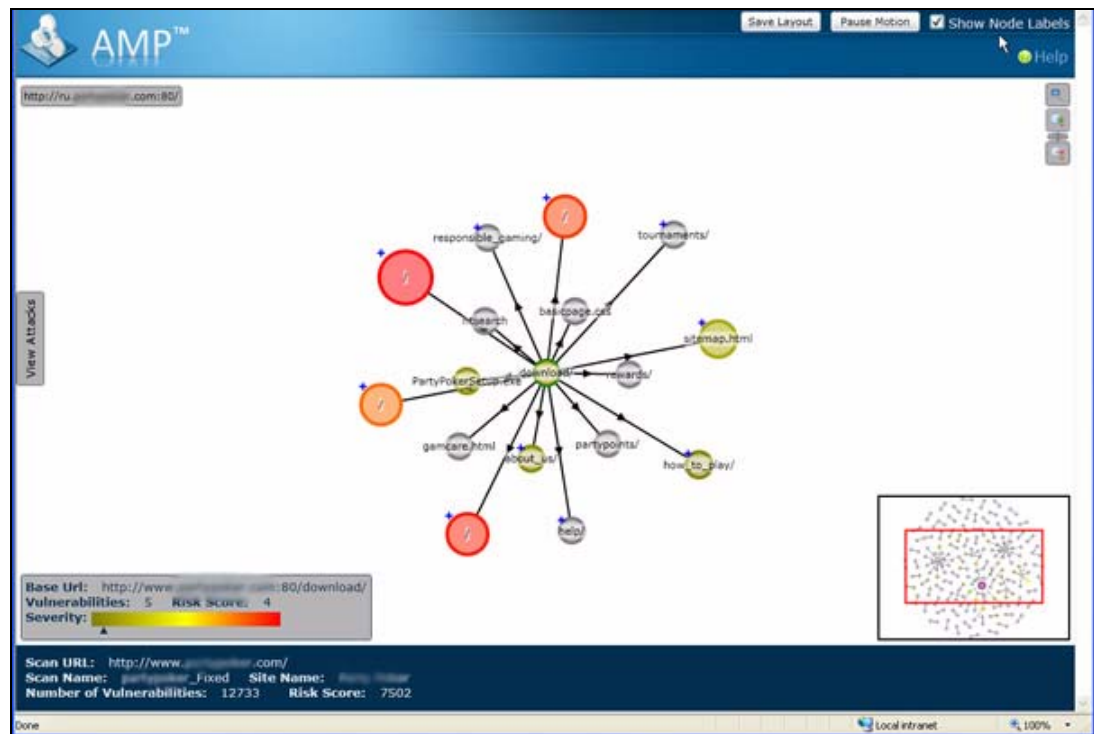 AMP™
Save Layout
Pause Motion
Show Node Labels
Help
http://ru. .com:80/
View Attacks
responsible_gaming/
/
tournaments/
/
ntsearch
basicpage.css
sitemap.html
PartyPokerSetup.exe
download/
rewards/
/
gamcare.html
about_us/
partypoints/
how_to_play/
/
help/
Base Url: http://www. :80/download/
Vulnerabilities: 5 Risk Score: 4
Severity:
Scan URL: http://www. .com/
Scan Name: _Fixed Site Name:
Number of Vulnerabilities: 12733 Risk Score: 7502
Done
Local intranet
100%